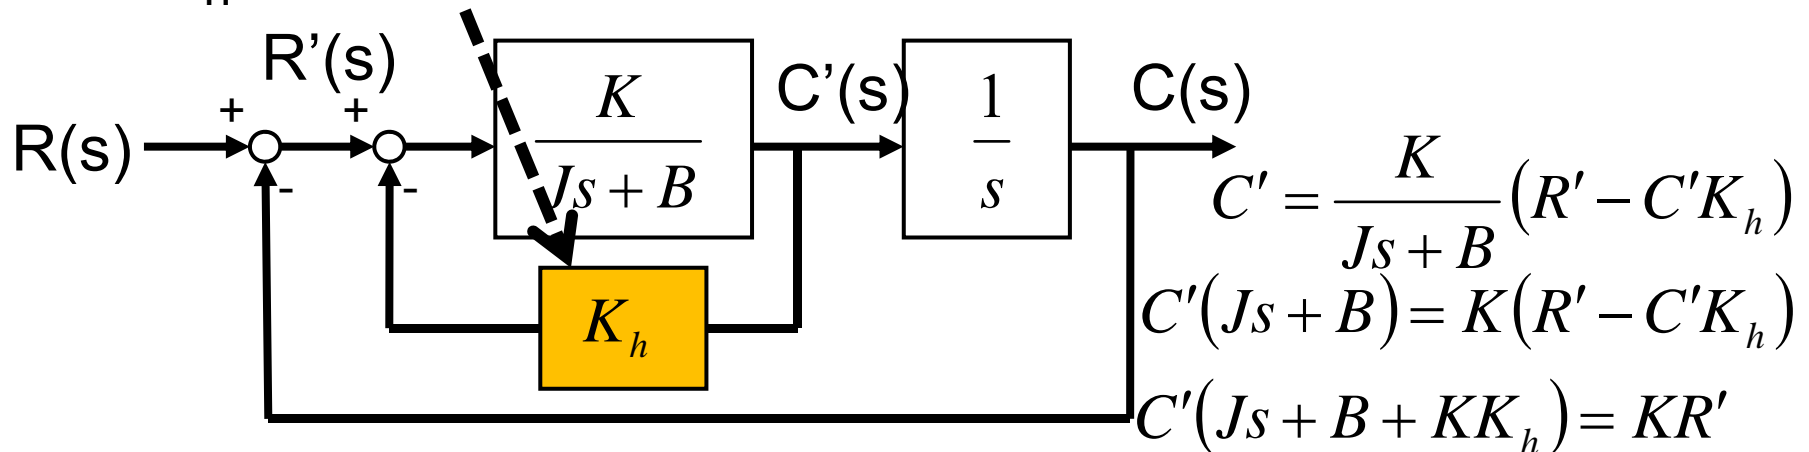 R’(s)
C’(s)
C(s)
R(s)
+
+
-
-
K
Js + B
1
s
K_h
C′ = K/(Js + B) (R′ − C′K_h)
C′(Js + B) = K(R′ − C′K_h)
C′(Js + B + KK_h) = KR′